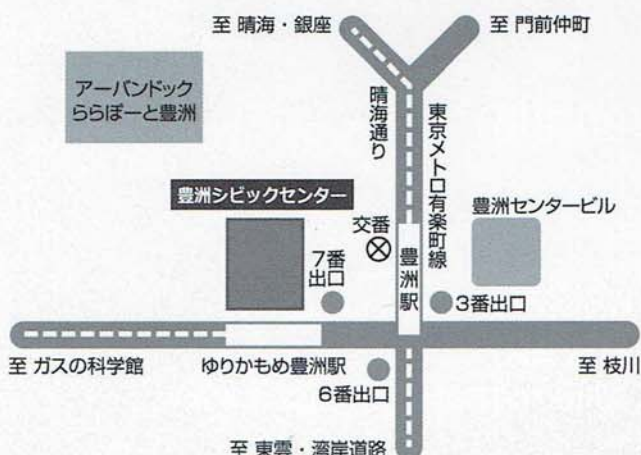 至 晴海・銀座
至 門前仲町
アーバンドック
ららぽーと豊洲
晴海通り
東京メトロ有楽町線
豊洲シビックセンター
交番
豊洲センタービル
7番
出口
豊洲駅
3番出口
至 ガスの科学館
ゆりかもめ豊洲駅
至 枝川
6番出口
至 東雲・湾岸道路